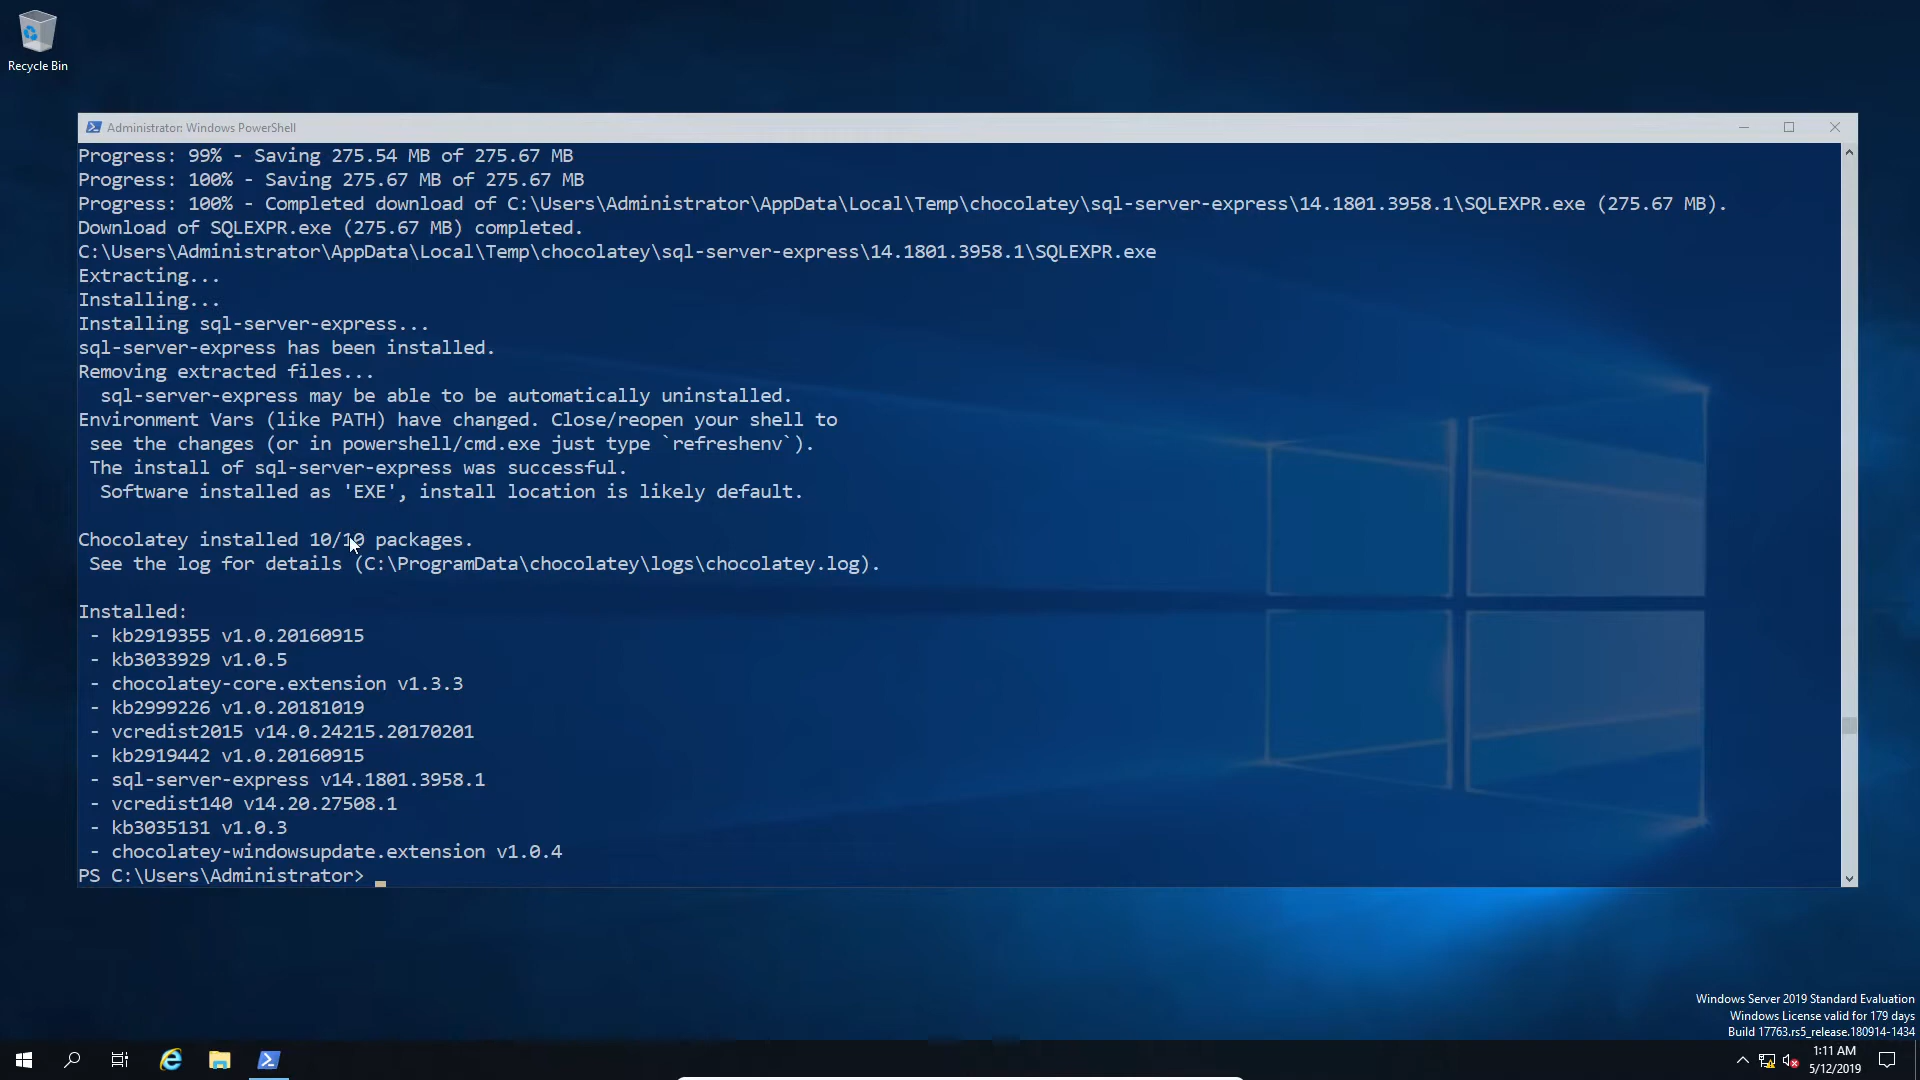 Recycle Bin
Administrator: Windows PowerShell
Progress: 99% - Saving 275.54 MB of 275.67 MB
Progress: 100% - Saving 275.67 MB of 275.67 MB
Progress: 100% - Completed download of C:\Users\Administrator\AppData\Local\Temp\chocolatey\sql-server-express\14.1801.3958.1\SQLEXPR.exe (275.67 MB).
Download of SQLEXPR.exe (275.67 MB) completed.
C:\Users\Administrator\AppData\Local\Temp\chocolatey\sql-server-express\14.1801.3958.1\SQLEXPR.exe
Extracting...
Installing...
Installing sql-server-express...
sql-server-express has been installed.
Removing extracted files...
  sql-server-express may be able to be automatically uninstalled.
Environment Vars (like PATH) have changed. Close/reopen your shell to
 see the changes (or in powershell/cmd.exe just type `refreshenv`).
 The install of sql-server-express was successful.
  Software installed as 'EXE', install location is likely default.
Chocolatey installed 10/10 packages.
 See the log for details (C:\ProgramData\chocolatey\logs\chocolatey.log).
Installed:
 - kb2919355 v1.0.20160915
 - kb3033929 v1.0.5
 - chocolatey-core.extension v1.3.3
 - kb2999226 v1.0.20181019
 - vcredist2015 v14.0.24215.20170201
 - kb2919442 v1.0.20160915
 - sql-server-express v14.1801.3958.1
 - vcredist140 v14.20.27508.1
 - kb3035131 v1.0.3
 - chocolatey-windowsupdate.extension v1.0.4
PS C:\Users\Administrator>
Windows Server 2019 Standard Evaluation
Windows License valid for 179 days
Build 17763.rs5_release.180914-1434
1:11 AM
5/12/2019